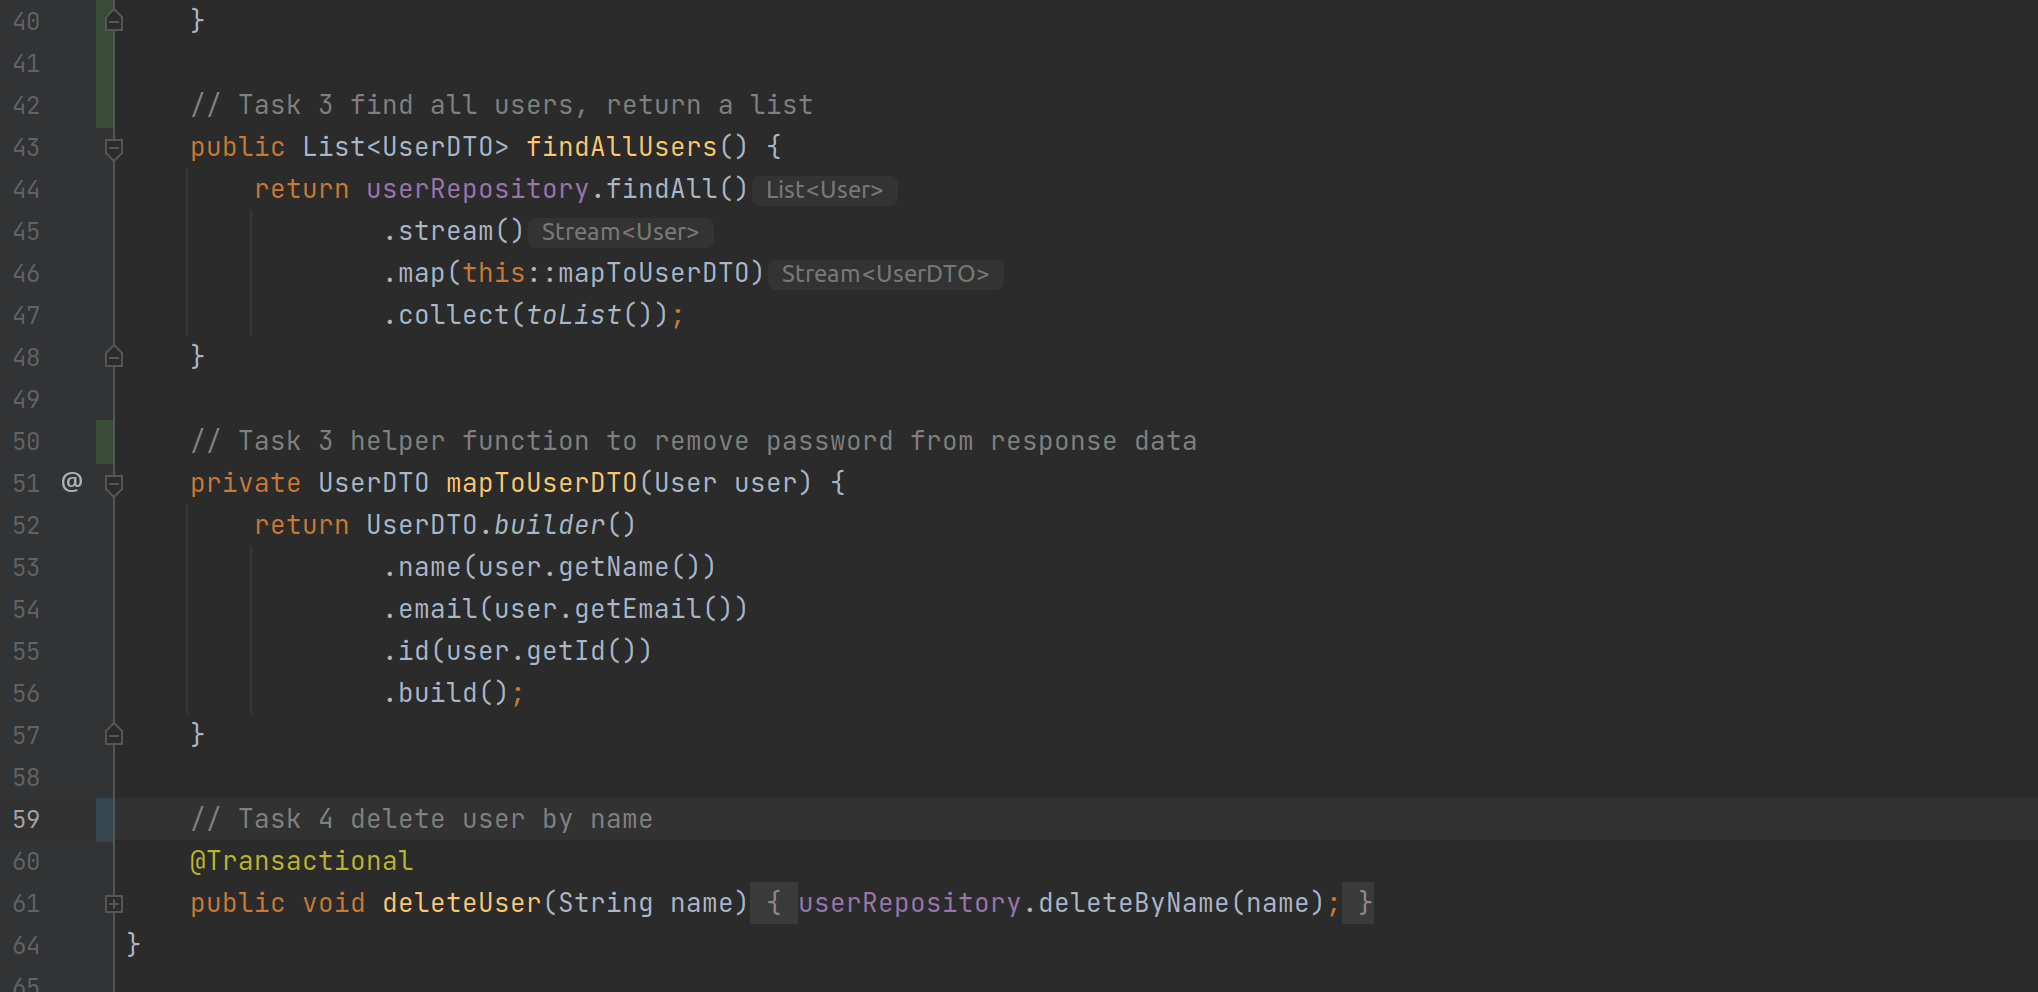 40 }
41
42 // Task 3 find all users, return a list
43 public List<UserDTO> findAllUsers() {
44 return userRepository.findAll() List<User>
45 .stream() Stream<User>
46 .map(this::mapToUserDTO) Stream<UserDTO>
47 .collect(toList());
48 }
49
50 // Task 3 helper function to remove password from response data
51 @ private UserDTO mapToUserDTO(User user) {
52 return UserDTO.builder()
53 .name(user.getName())
54 .email(user.getEmail())
55 .id(user.getId())
56 .build();
57 }
58
59 // Task 4 delete user by name
60 @Transactional
61 public void deleteUser(String name) { userRepository.deleteByName(name); }
64 }
65